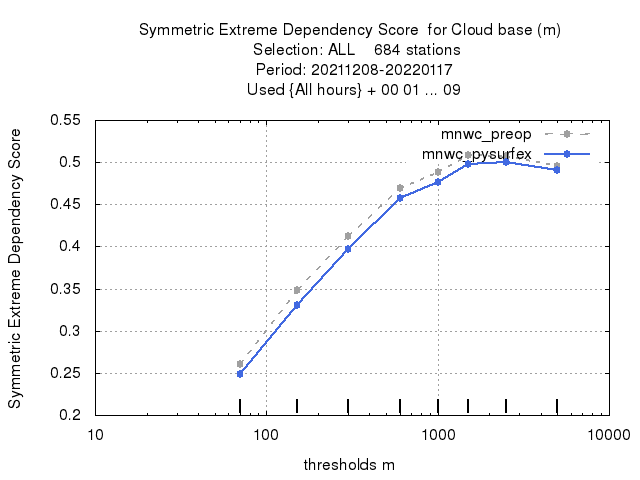 Symmetric Extreme Dependency Score  for Cloud base (m)
Selection: ALL    684 stations
Period: 20211208-20220117
Used {All hours} + 00 01 ... 09
Symmetric Extreme Dependency Score
0.55
0.5
0.45
0.4
0.35
0.3
0.25
0.2
mnwc_preop
mnwc_pysurfex
10 100 1000 10000
thresholds m